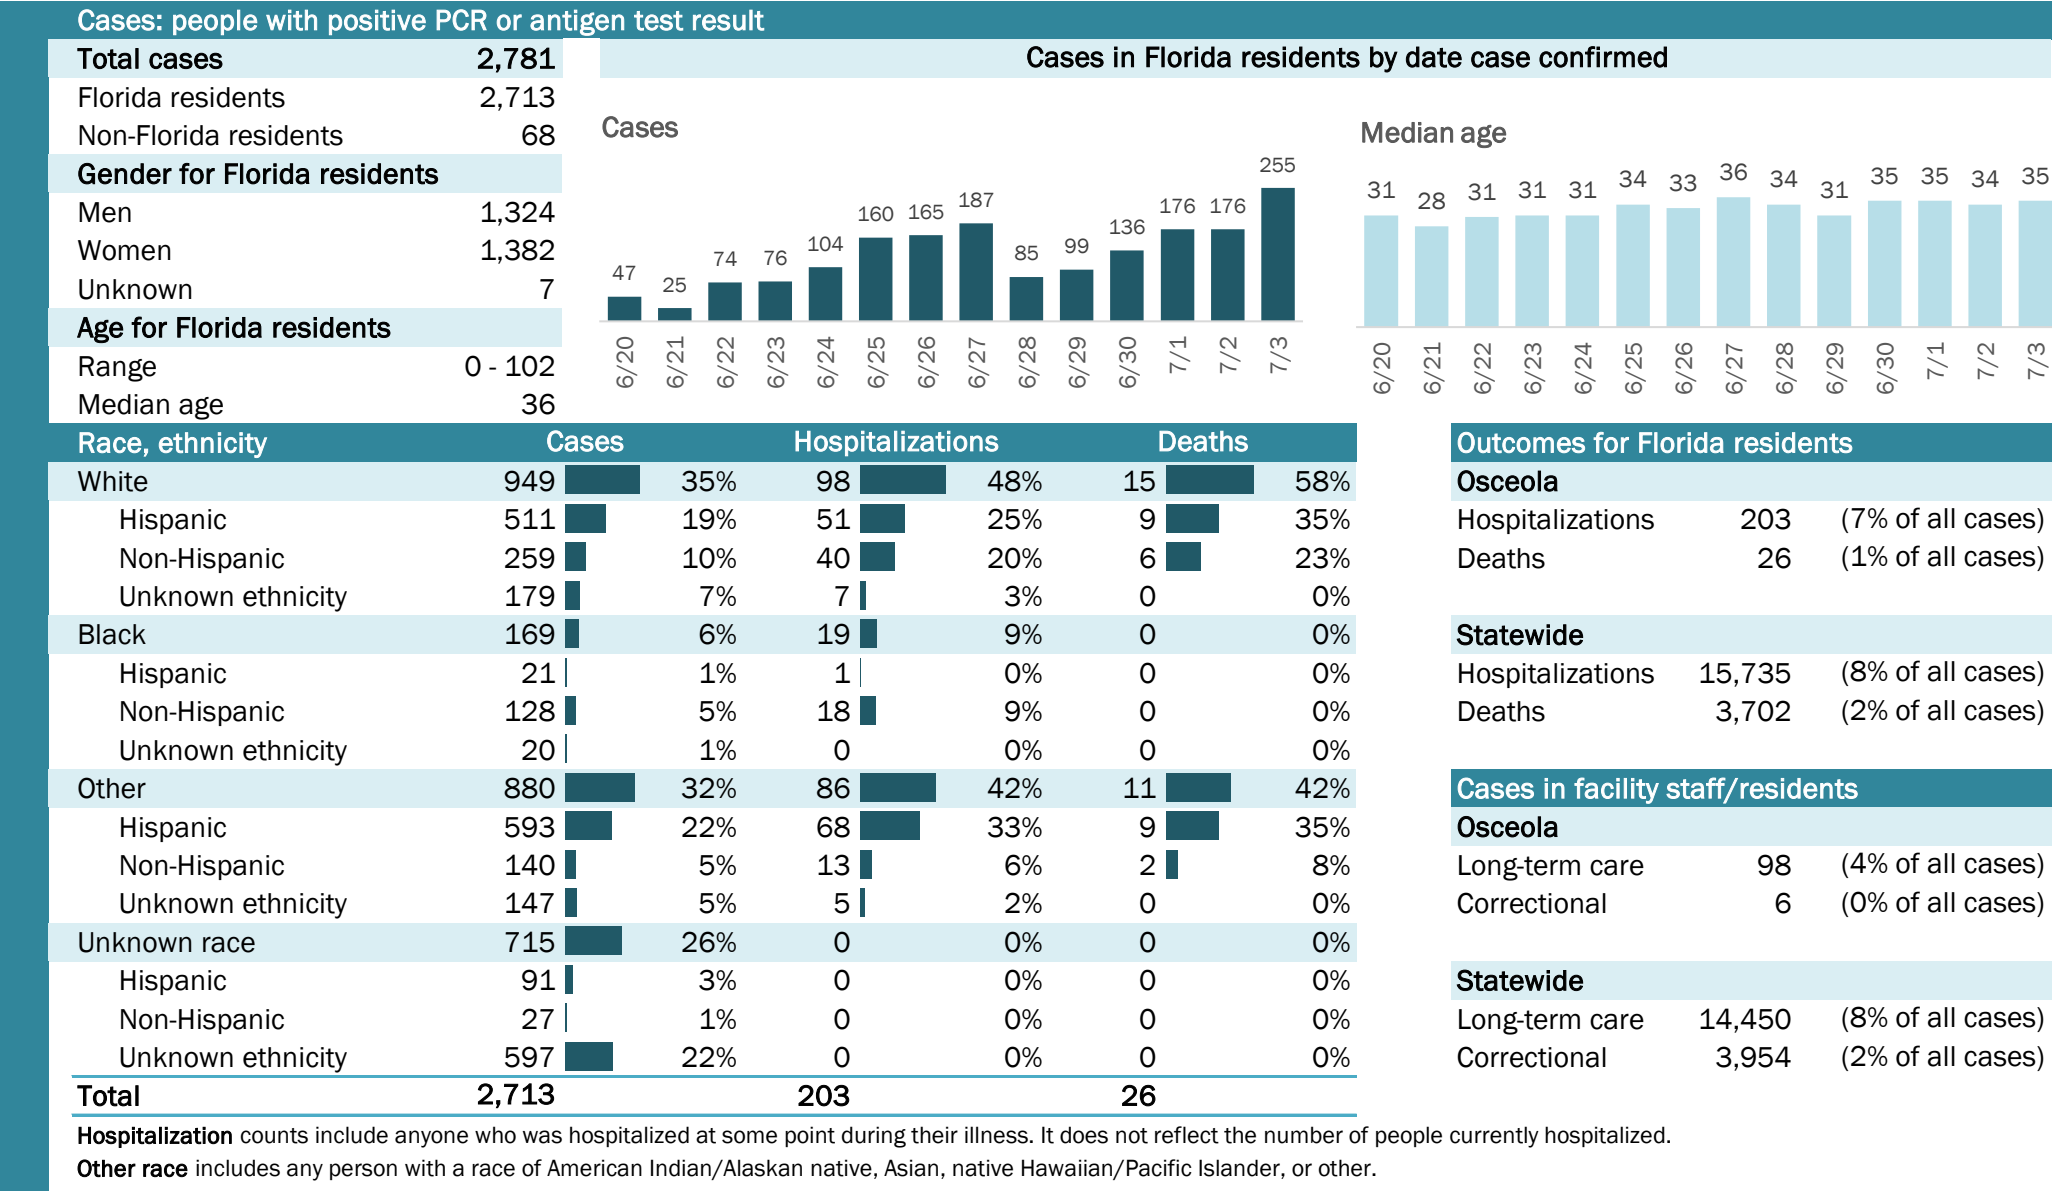 Cases: people with positive PCR or antigen test result
Total cases 2,781
Florida residents 2,713
Non-Florida residents 68
Gender for Florida residents
Men 1,324
Women 1,382
Unknown 7
Age for Florida residents
Range 0 - 102
Median age 36
Cases in Florida residents by date case confirmed
Cases
47 25 74 76 104 160 165 187 85 99 136 176 176 255
6/20 6/21 6/22 6/23 6/24 6/25 6/26 6/27 6/28 6/29 6/30 7/1 7/2 7/3
Median age
31 28 31 31 31 34 33 36 34 31 35 35 34 35
6/20 6/21 6/22 6/23 6/24 6/25 6/26 6/27 6/28 6/29 6/30 7/1 7/2 7/3
Race, ethnicity Cases Hospitalizations Deaths
White 949 35% 98 48% 15 58%
Hispanic 511 19% 51 25% 9 35%
Non-Hispanic 259 10% 40 20% 6 23%
Unknown ethnicity 179 7% 7 3% 0 0%
Black 169 6% 19 9% 0 0%
Hispanic 21 1% 1 0% 0 0%
Non-Hispanic 128 5% 18 9% 0 0%
Unknown ethnicity 20 1% 0 0% 0 0%
Other 880 32% 86 42% 11 42%
Hispanic 593 22% 68 33% 9 35%
Non-Hispanic 140 5% 13 6% 2 8%
Unknown ethnicity 147 5% 5 2% 0 0%
Unknown race 715 26% 0 0% 0 0%
Hispanic 91 3% 0 0% 0 0%
Non-Hispanic 27 1% 0 0% 0 0%
Unknown ethnicity 597 22% 0 0% 0 0%
Total 2,713 203 26
Outcomes for Florida residents
Osceola
Hospitalizations 203 (7% of all cases)
Deaths 26 (1% of all cases)
Statewide
Hospitalizations 15,735 (8% of all cases)
Deaths 3,702 (2% of all cases)
Cases in facility staff/residents
Osceola
Long-term care 98 (4% of all cases)
Correctional 6 (0% of all cases)
Statewide
Long-term care 14,450 (8% of all cases)
Correctional 3,954 (2% of all cases)
Hospitalization counts include anyone who was hospitalized at some point during their illness. It does not reflect the number of people currently hospitalized.
Other race includes any person with a race of American Indian/Alaskan native, Asian, native Hawaiian/Pacific Islander, or other.